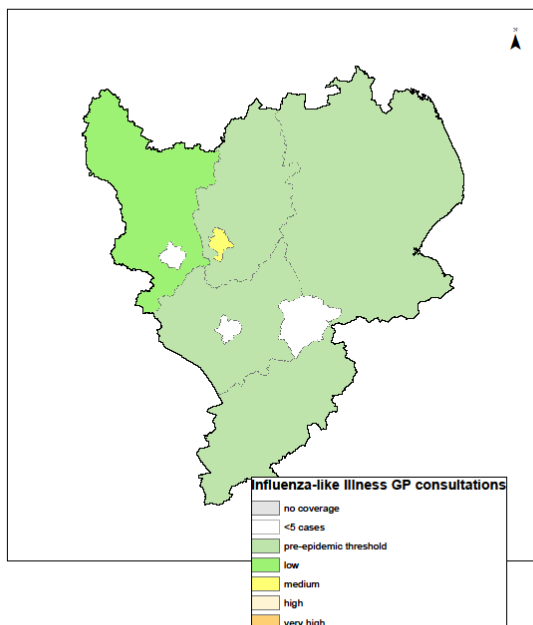 Influenza-like Illness GP consultations
no coverage
<5 cases
pre-epidemic threshold
low
medium
high
very high